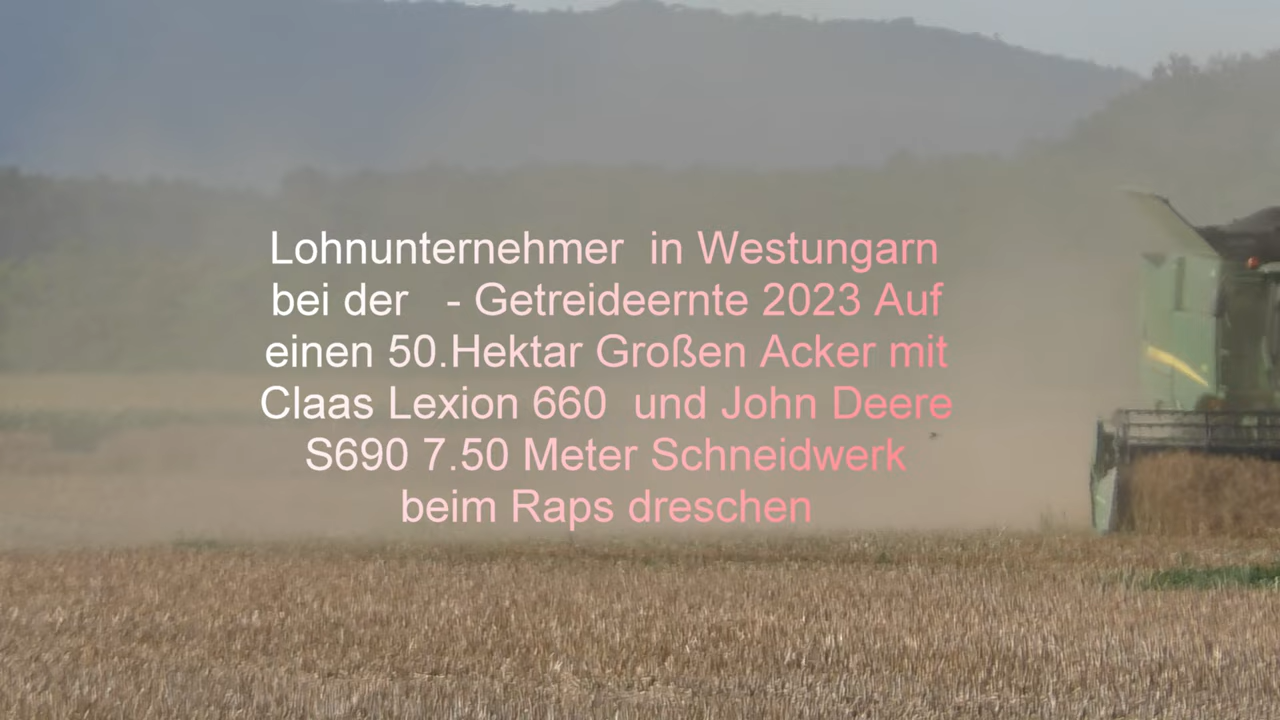 Lohnunternehmer in Westungarn
bei der - Getreideernte 2023 Auf
einen 50.Hektar Großen Acker mit
Claas Lexion 660 und John Deere
S690 7.50 Meter Schneidwerk
beim Raps dreschen